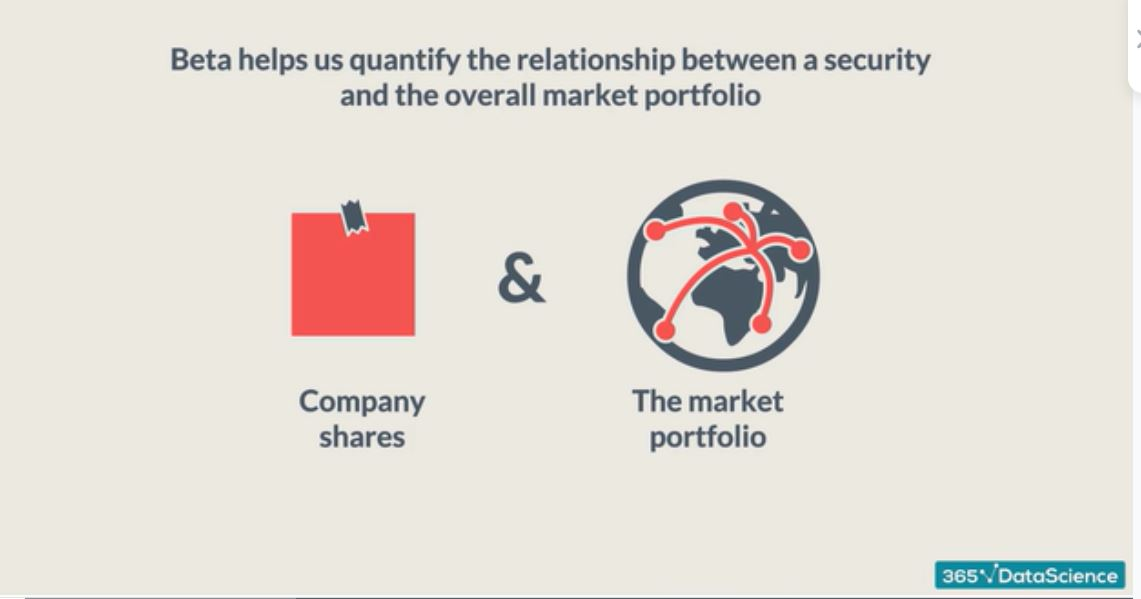 Beta helps us quantify the relationship between a security
and the overall market portfolio
&
Company
shares
The market
portfolio
365 DataScience